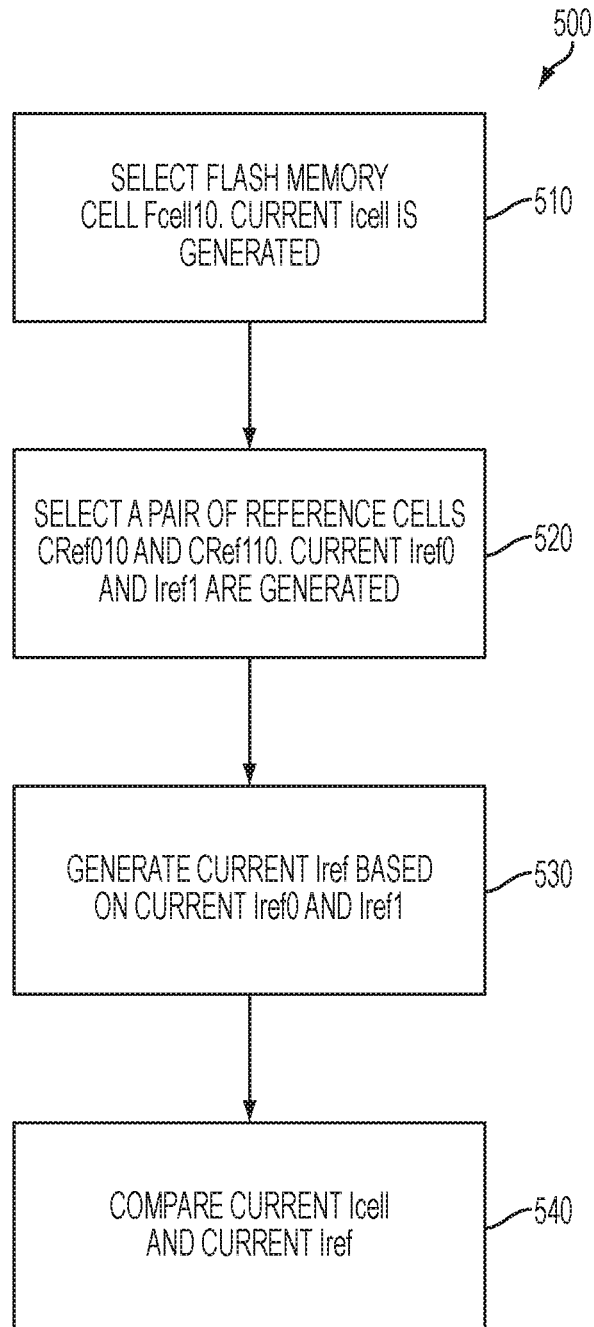 500
SELECT FLASH MEMORY
CELL Fcell10. CURRENT Icell IS
GENERATED
510
SELECT A PAIR OF REFERENCE CELLS
CRef010 AND CRef110. CURRENT Iref0
AND Iref1 ARE GENERATED
520
GENERATE CURRENT Iref BASED
ON CURRENT Iref0 AND Iref1
530
COMPARE CURRENT Icell
AND CURRENT Iref
540